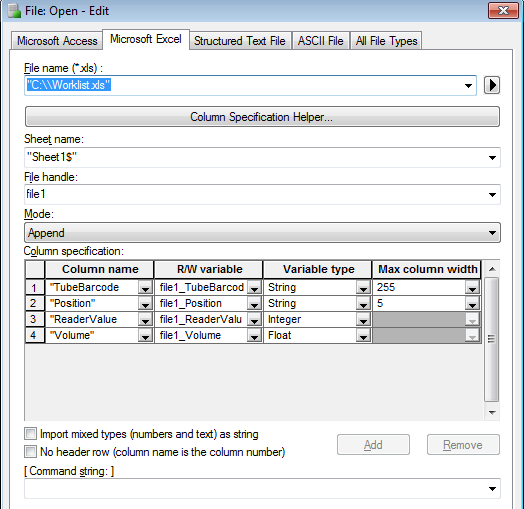 File: Open - Edit
Microsoft Access Microsoft Excel Structured Text File ASCII File All File Types
File name (*.xls) :
"C:\\Worklist.xls"
Column Specification Helper...
Sheet name:
"Sheet1$"
File handle:
file1
Mode:
Append
Column specification:
Column name R/W variable Variable type Max column width
1 "TubeBarcode file1_TubeBarcod String 255
2 "Position" file1_Position String 5
3 "ReaderValue file1_ReaderValu Integer
4 "Volume" file1_Volume Float
Import mixed types (numbers and text) as string
No header row (column name is the column number)
Add Remove
[ Command string: ]